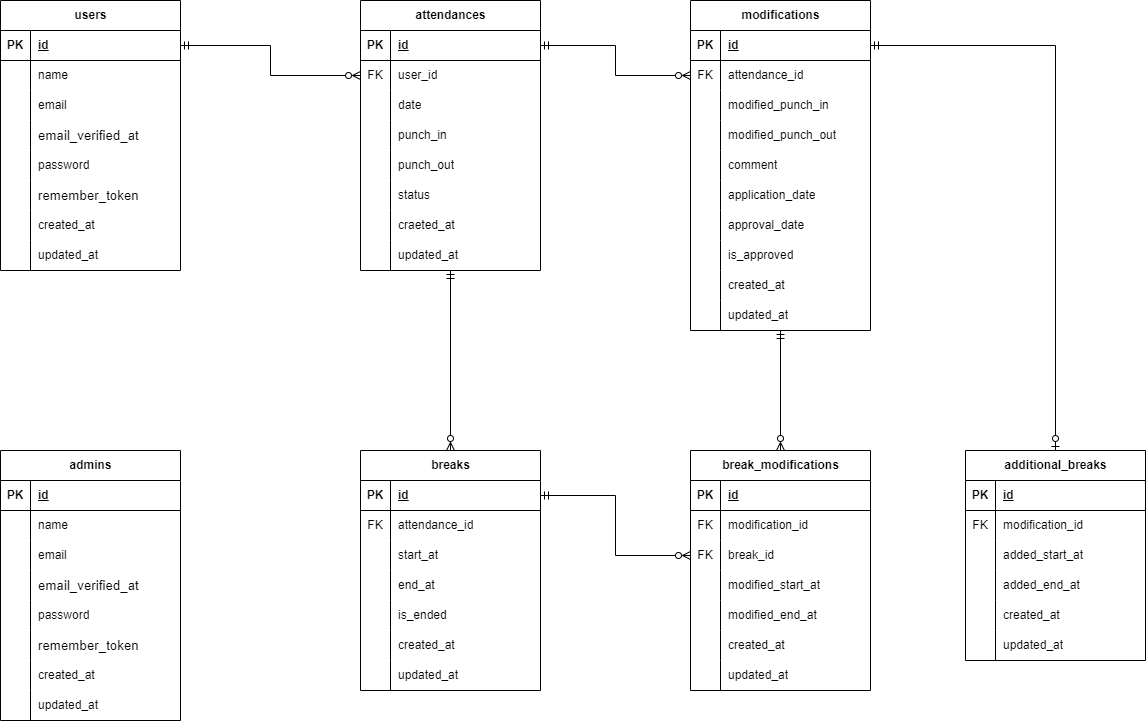 users
PK id
name
email
email_verified_at
password
remember_token
created_at
updated_at
attendances
PK id
FK user_id
date
punch_in
punch_out
status
craeted_at
updated_at
modifications
PK id
FK attendance_id
modified_punch_in
modified_punch_out
comment
application_date
approval_date
is_approved
created_at
updated_at
admins
PK id
name
email
email_verified_at
password
remember_token
created_at
updated_at
breaks
PK id
FK attendance_id
start_at
end_at
is_ended
created_at
updated_at
break_modifications
PK id
FK modification_id
FK break_id
modified_start_at
modified_end_at
created_at
updated_at
additional_breaks
PK id
FK modification_id
added_start_at
added_end_at
created_at
updated_at